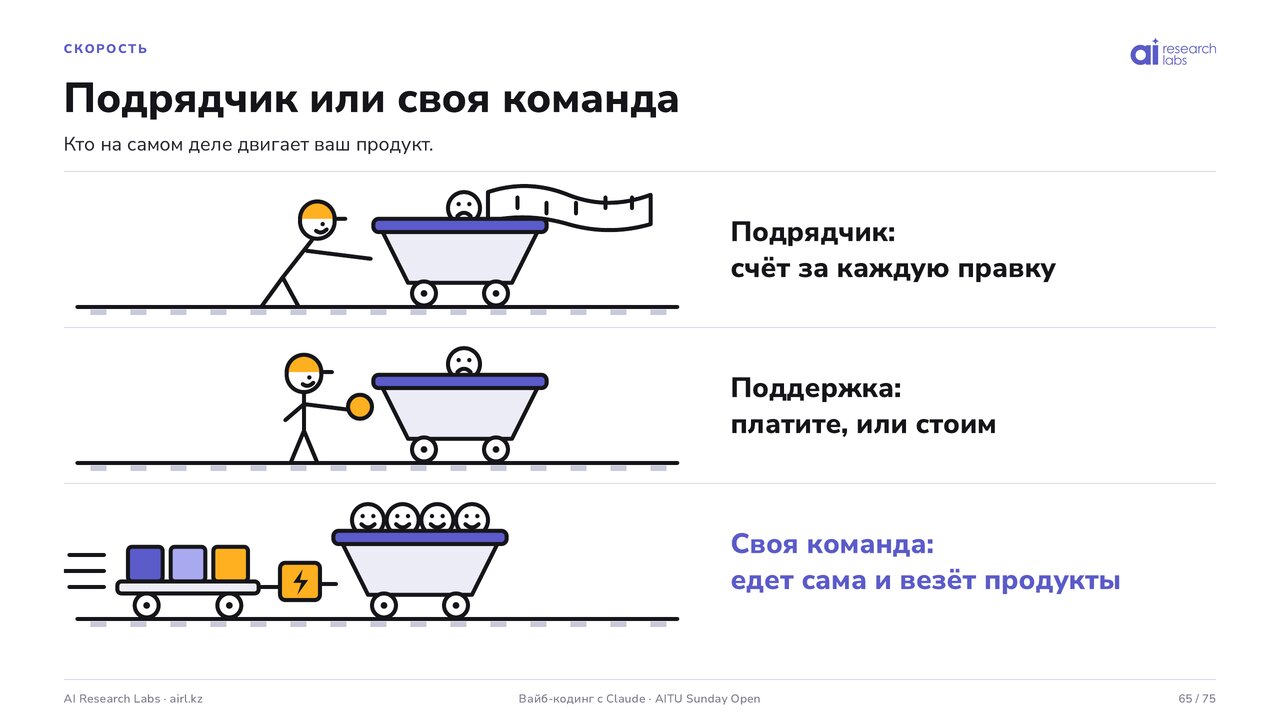 СКОРОСТЬ
ai research labs
Подрядчик или своя команда
Кто на самом деле двигает ваш продукт.
Подрядчик:
счёт за каждую правку
Поддержка:
платите, или стоим
Своя команда:
едет сама и везёт продукты
AI Research Labs · airl.kz
Вайб-кодинг с Claude · AITU Sunday Open
65 / 75